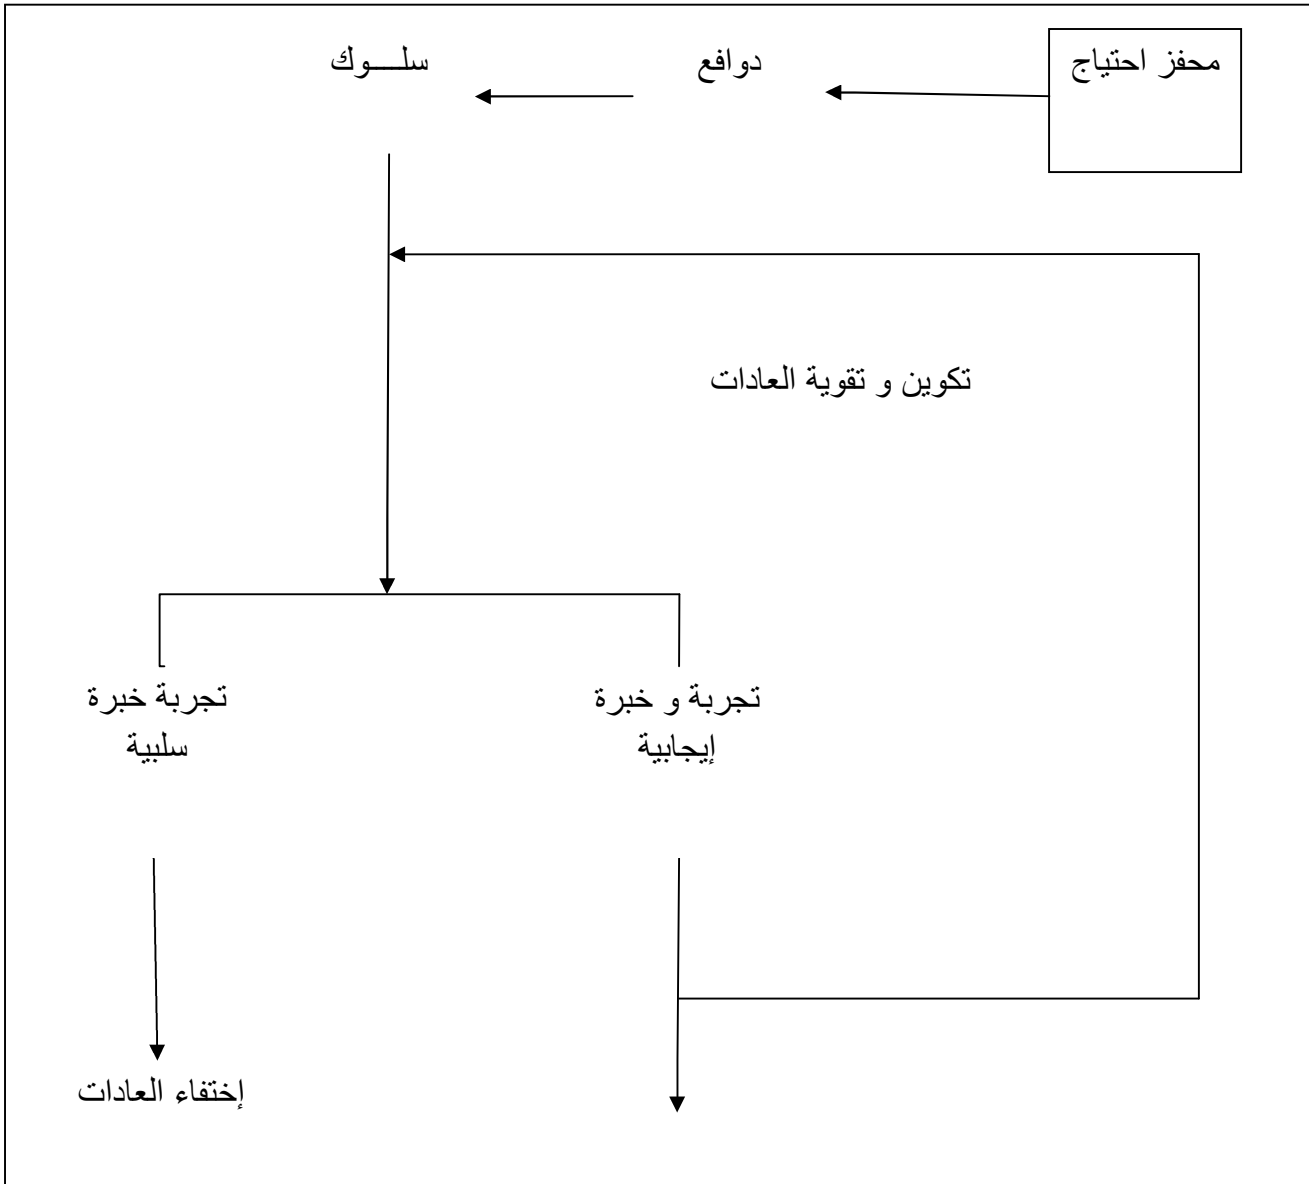 محفز احتياج
دوافع
سلـــوك
تكوين و تقوية العادات
تجربة و خبرة
إيجابية
تجربة خبرة
سلبية
إختفاء العادات